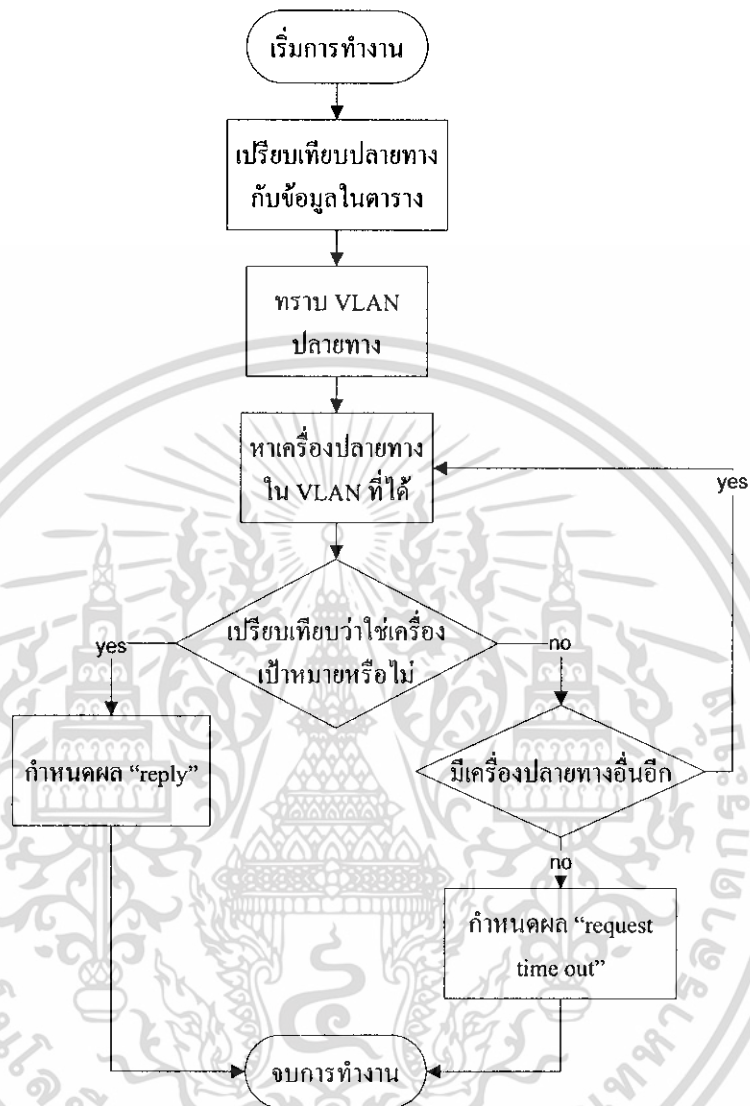 เริ่มการทำงาน
เปรียบเทียบปลายทาง
กับข้อมูลในตาราง
ทราบ VLAN
ปลายทาง
หาเครื่องปลายทาง
ใน VLAN ที่ได้
yes
เปรียบเทียบว่าใช่เครื่อง
เป้าหมายหรือไม่
yes
no
กำหนดผล “reply”
มีเครื่องปลายทางอื่นอีก
no
กำหนดผล “request
time out”
จบการทำงาน